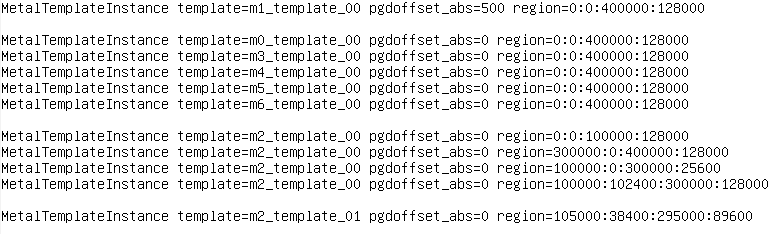 MetalTemplateInstance template=m1_template_00 pgdoffset_abs=500 region=0:0:400000:128000
MetalTemplateInstance template=m0_template_00 pgdoffset_abs=0 region=0:0:400000:128000
MetalTemplateInstance template=m3_template_00 pgdoffset_abs=0 region=0:0:400000:128000
MetalTemplateInstance template=m4_template_00 pgdoffset_abs=0 region=0:0:400000:128000
MetalTemplateInstance template=m5_template_00 pgdoffset_abs=0 region=0:0:400000:128000
MetalTemplateInstance template=m6_template_00 pgdoffset_abs=0 region=0:0:400000:128000
MetalTemplateInstance template=m2_template_00 pgdoffset_abs=0 region=0:0:100000:128000
MetalTemplateInstance template=m2_template_00 pgdoffset_abs=0 region=300000:0:400000:128000
MetalTemplateInstance template=m2_template_00 pgdoffset_abs=0 region=100000:0:300000:25600
MetalTemplateInstance template=m2_template_00 pgdoffset_abs=0 region=100000:102400:300000:128000
MetalTemplateInstance template=m2_template_01 pgdoffset_abs=0 region=105000:38400:295000:89600